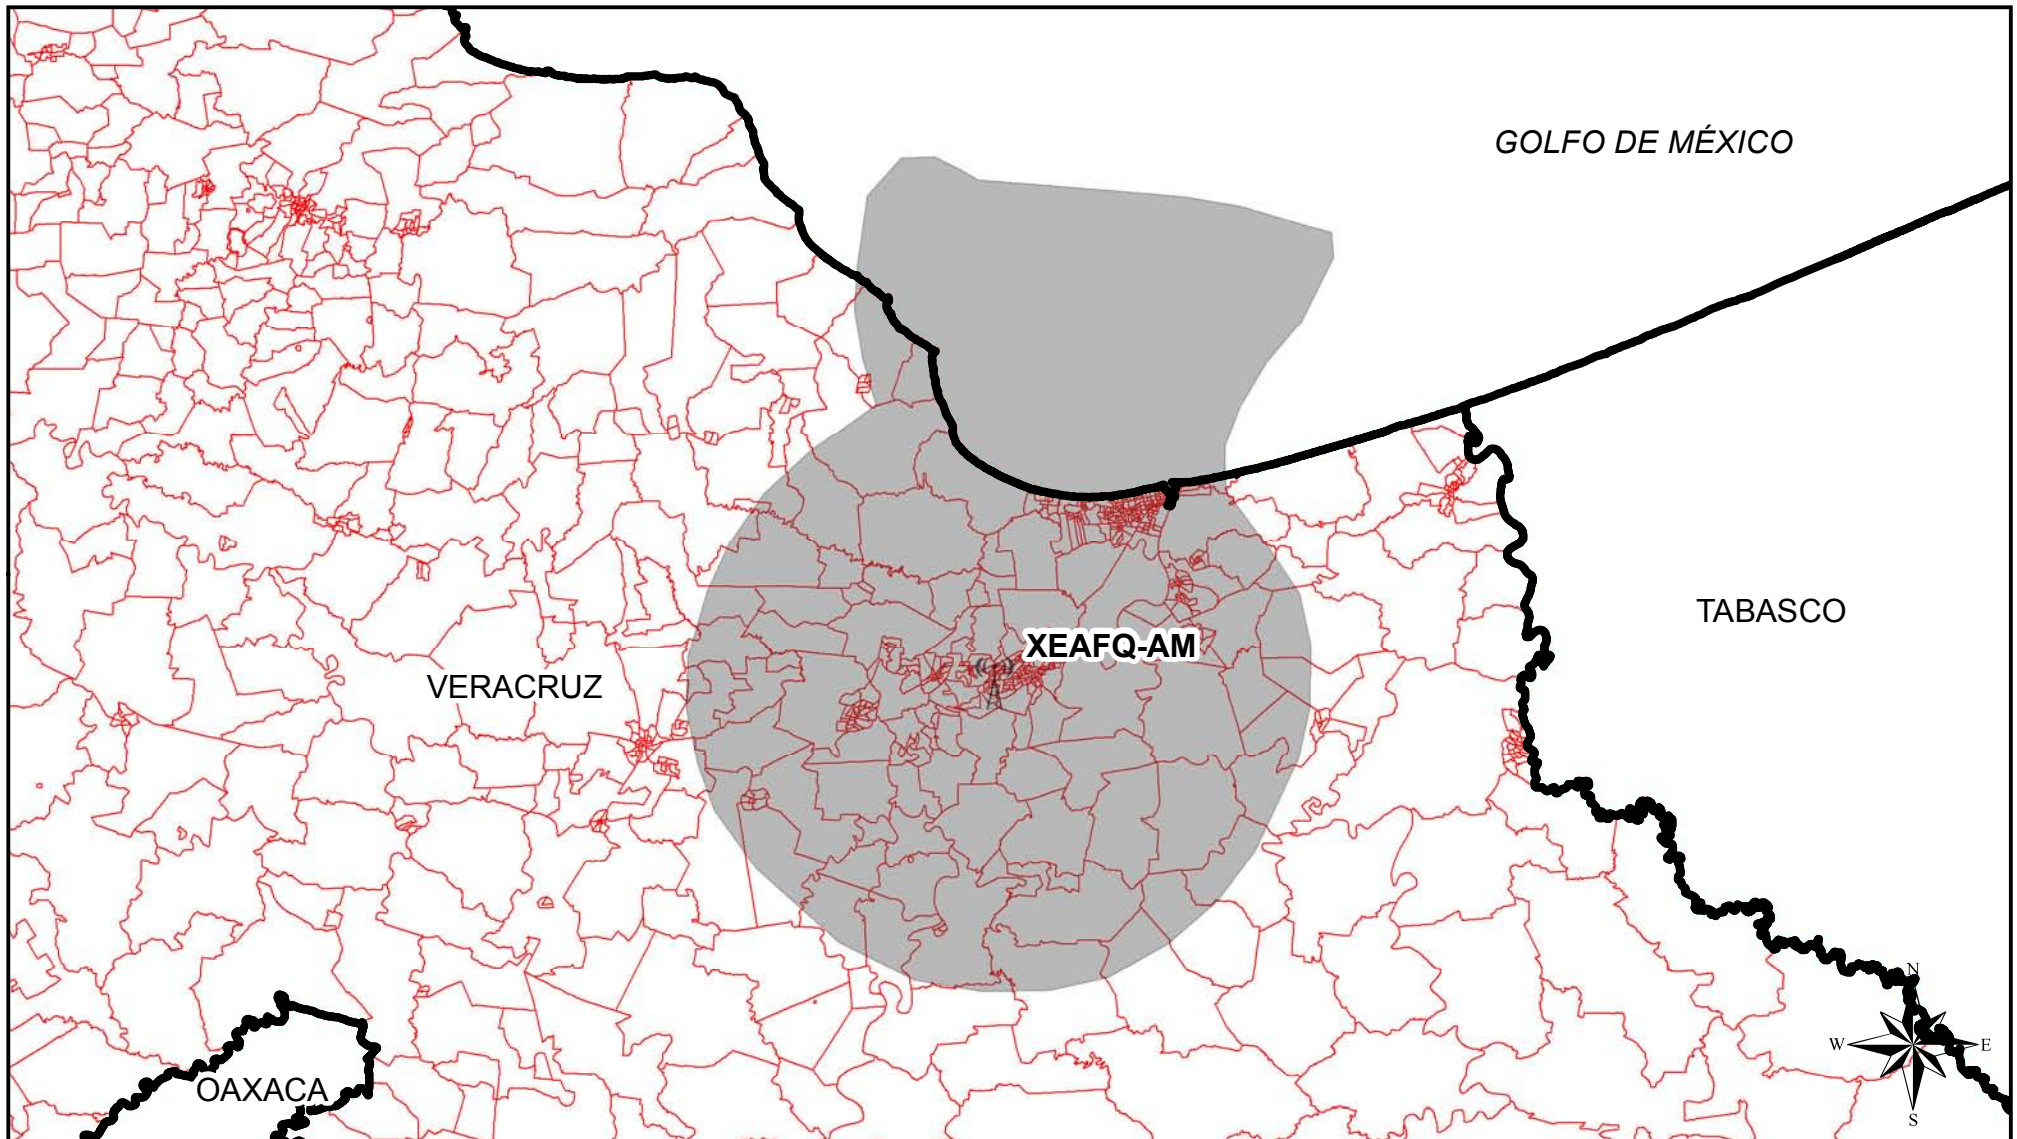 GOLFO DE MÉXICO
TABASCO
XEAFQ-AM
VERACRUZ
N
W
E
OAXACA
S